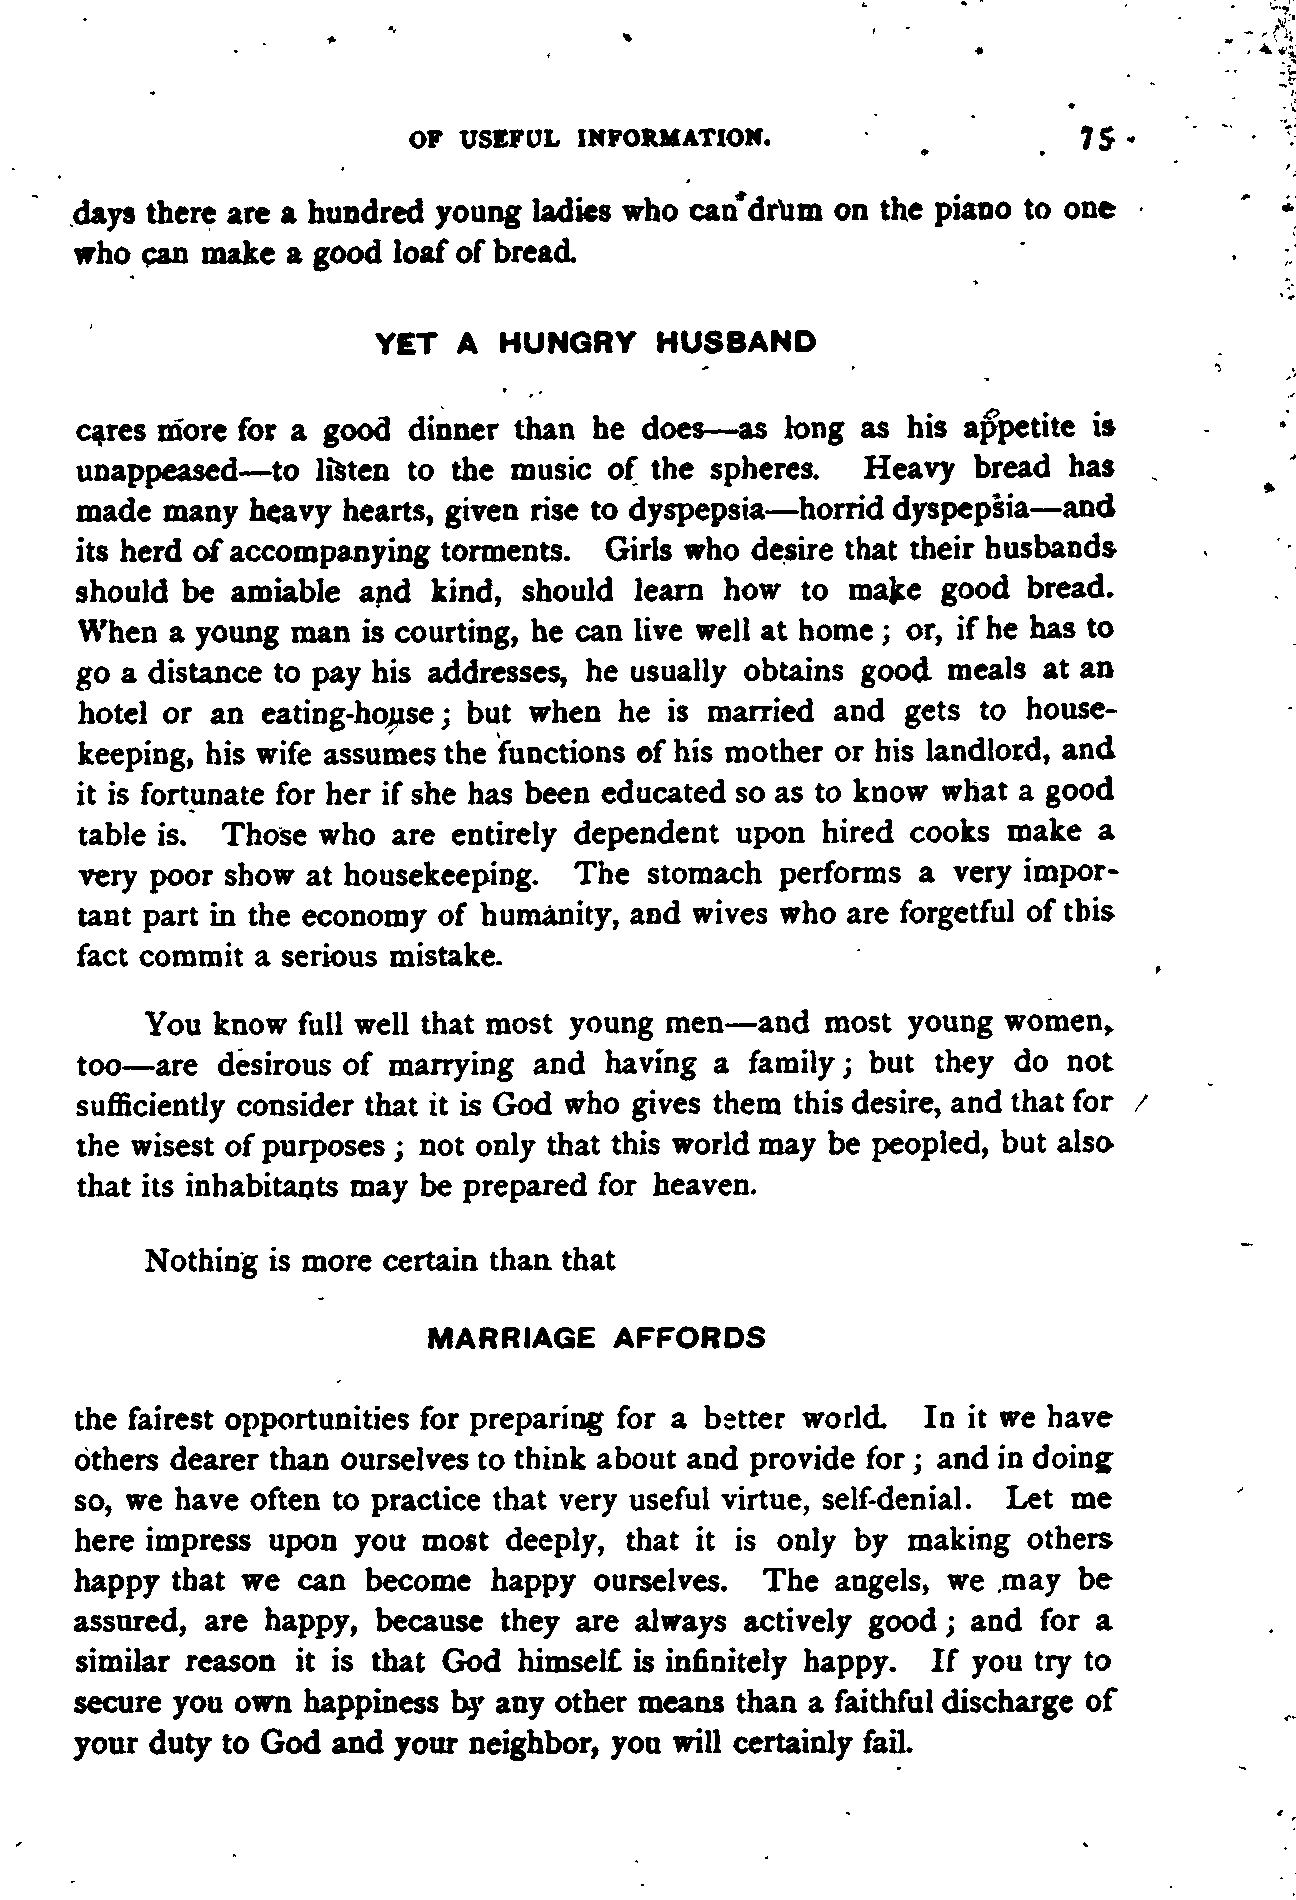 OF USEFUL INFORMATION. 75
days there are a hundred young ladies who can drum on the piano to one
who can make a good loaf of bread.
YET A HUNGRY HUSBAND
cares more for a good dinner than he does—as long as his appetite is
unappeased—to listen to the music of the spheres. Heavy bread has
made many heavy hearts, given rise to dyspepsia—horrid dyspepsia—and
its herd of accompanying torments. Girls who desire that their husbands
should be amiable and kind, should learn how to make good bread.
When a young man is courting, he can live well at home; or, if he has to
go a distance to pay his addresses, he usually obtains good meals at an
hotel or an eating-house; but when he is married and gets to house-
keeping, his wife assumes the functions of his mother or his landlord, and
it is fortunate for her if she has been educated so as to know what a good
table is. Those who are entirely dependent upon hired cooks make a
very poor show at housekeeping. The stomach performs a very impor-
tant part in the economy of humanity, and wives who are forgetful of this
fact commit a serious mistake.
You know full well that most young men—and most young women,
too—are desirous of marrying and having a family; but they do not
sufficiently consider that it is God who gives them this desire, and that for
the wisest of purposes; not only that this world may be peopled, but also
that its inhabitants may be prepared for heaven.
Nothing is more certain than that
MARRIAGE AFFORDS
the fairest opportunities for preparing for a better world. In it we have
others dearer than ourselves to think about and provide for; and in doing
so, we have often to practice that very useful virtue, self-denial. Let me
here impress upon you most deeply, that it is only by making others
happy that we can become happy ourselves. The angels, we may be
assured, are happy, because they are always actively good; and for a
similar reason it is that God himself is infinitely happy. If you try to
secure you own happiness by any other means than a faithful discharge of
your duty to God and your neighbor, you will certainly fail.